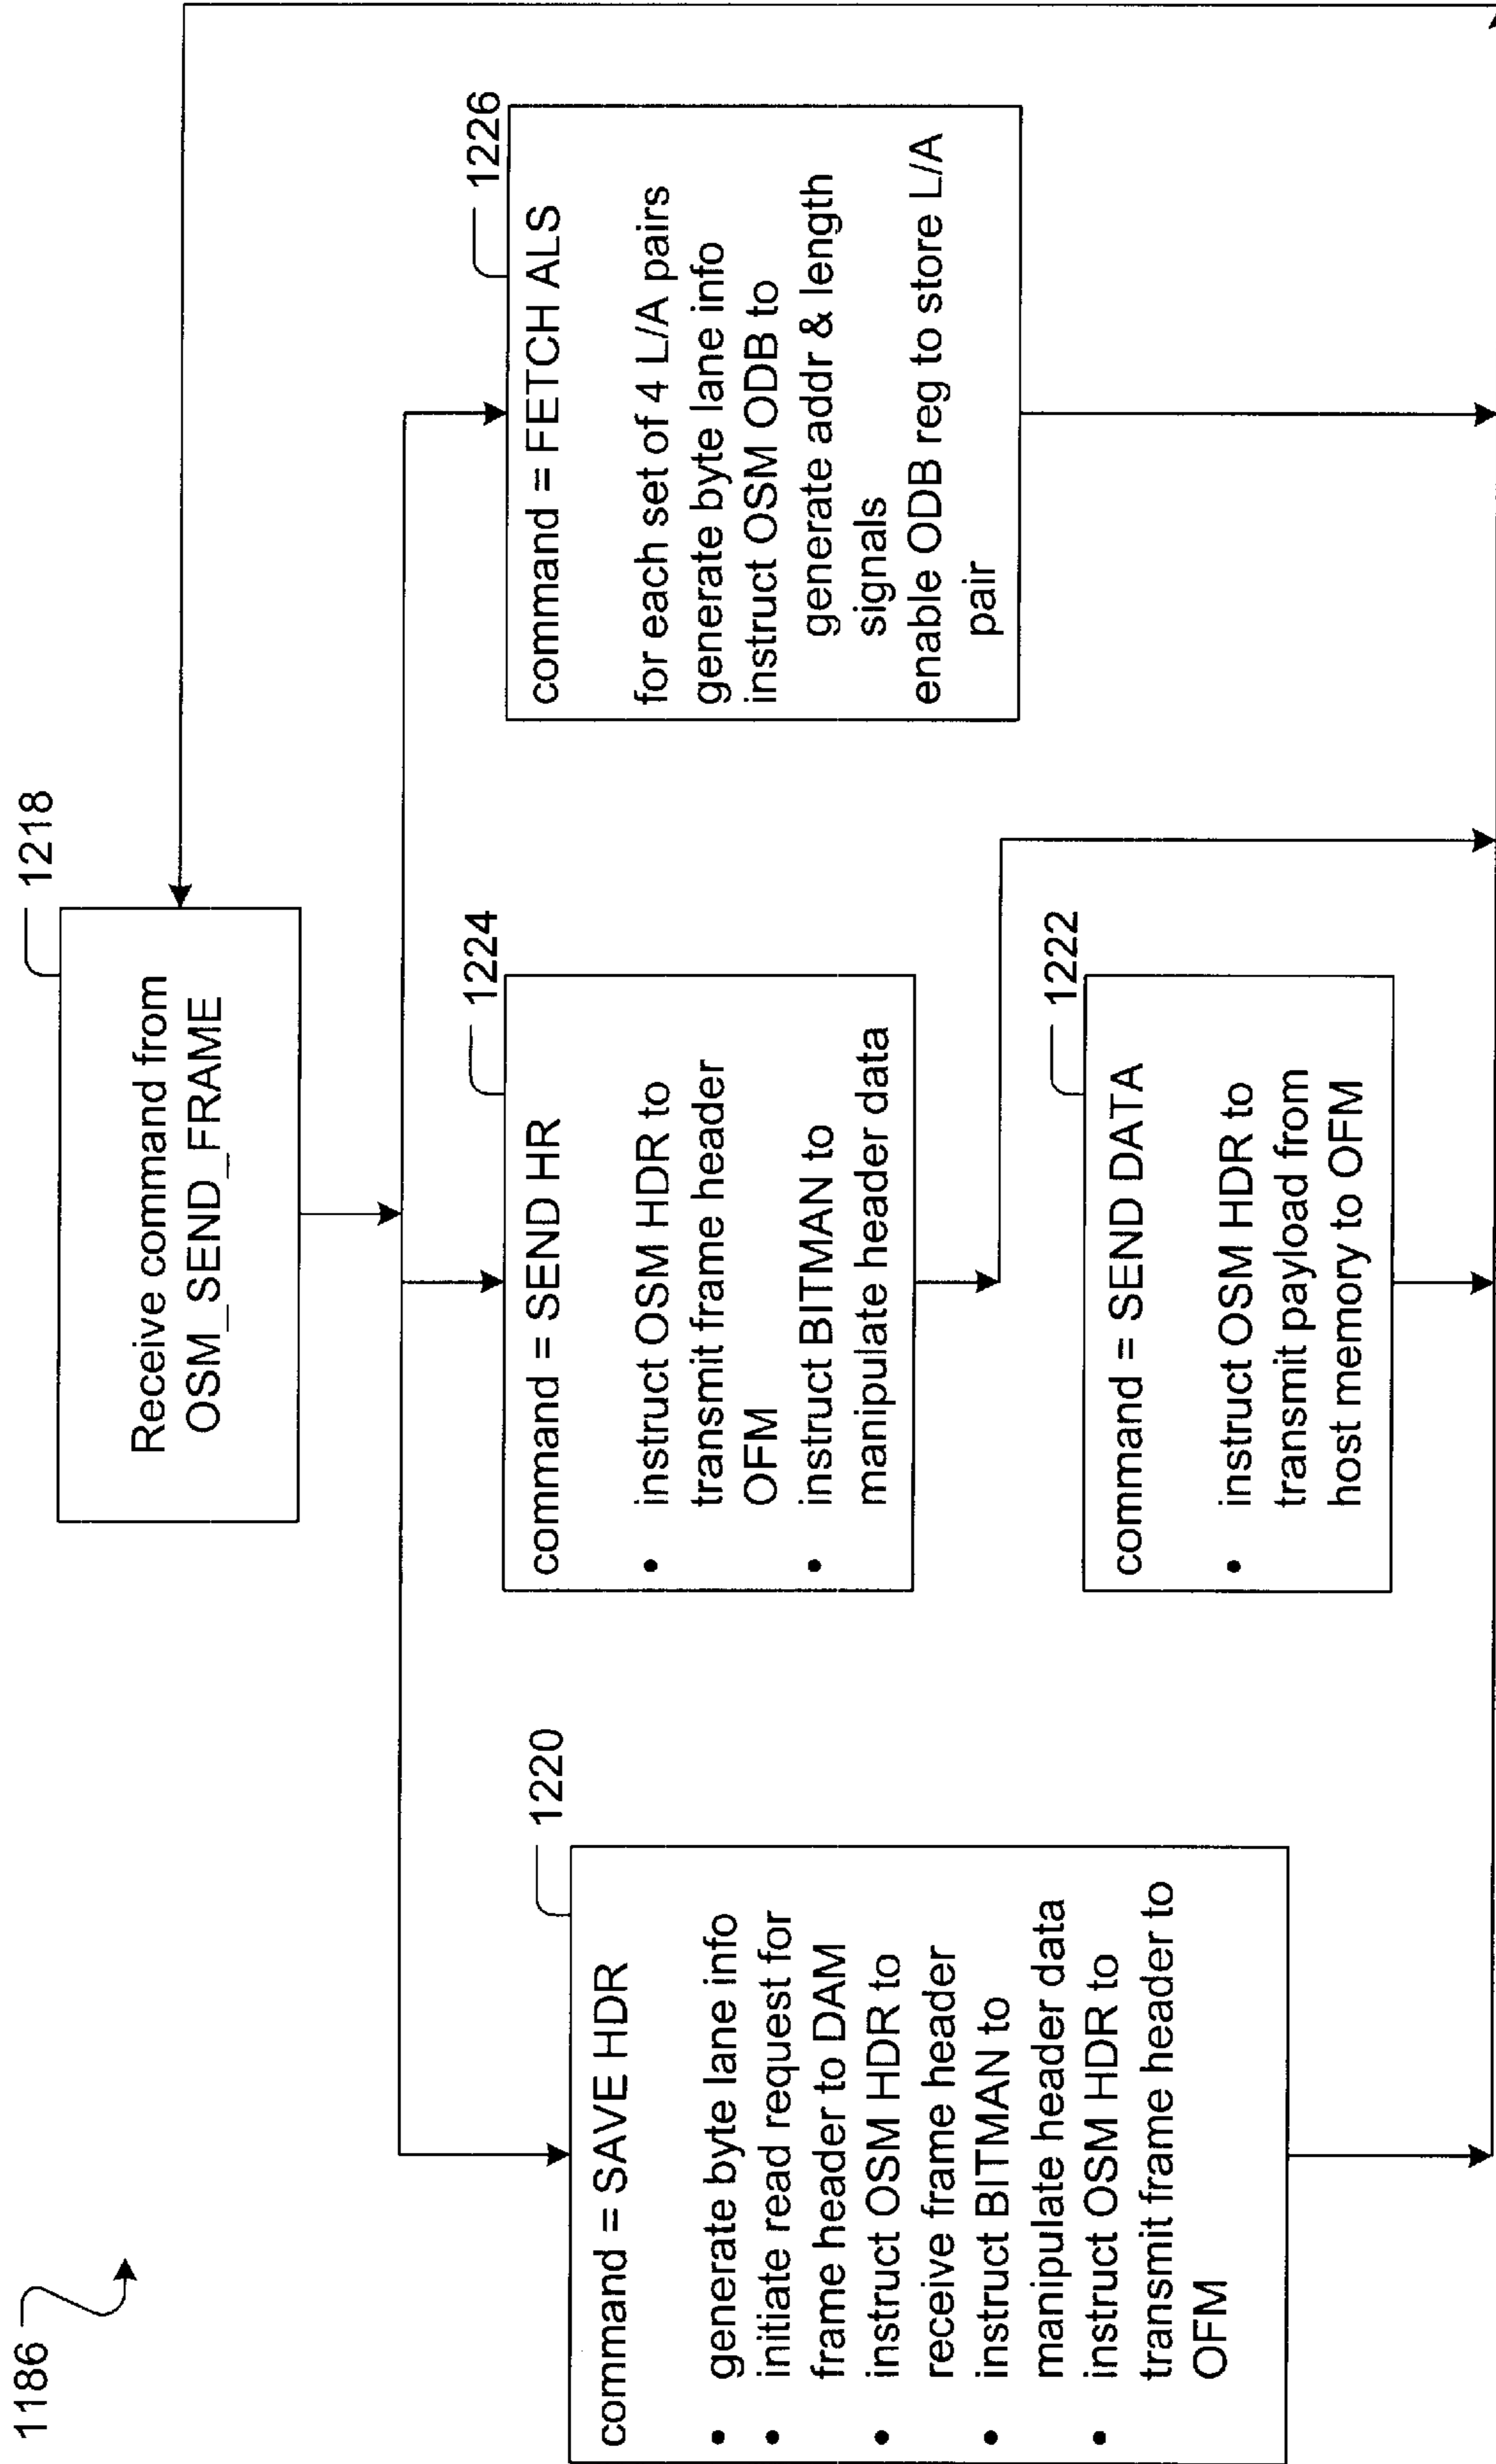 1186
1218
Receive command from
OSM_SEND_FRAME
1220
command = SAVE HDR
• generate byte lane info
• initiate read request for
frame header to DAM
• instruct OSM HDR to
receive frame header
• instruct BITMAN to
manipulate header data
• instruct OSM HDR to
transmit frame header to
OFM
1224
command = SEND HR
• instruct OSM HDR to
transmit frame header
OFM
• instruct BITMAN to
manipulate header data
1222
command = SEND DATA
• instruct OSM HDR to
transmit payload from
host memory to OFM
1226
command = FETCH ALS
for each set of 4 L/A pairs
generate byte lane info
instruct OSM ODB to
generate addr & length
signals
enable ODB reg to store L/A
pair